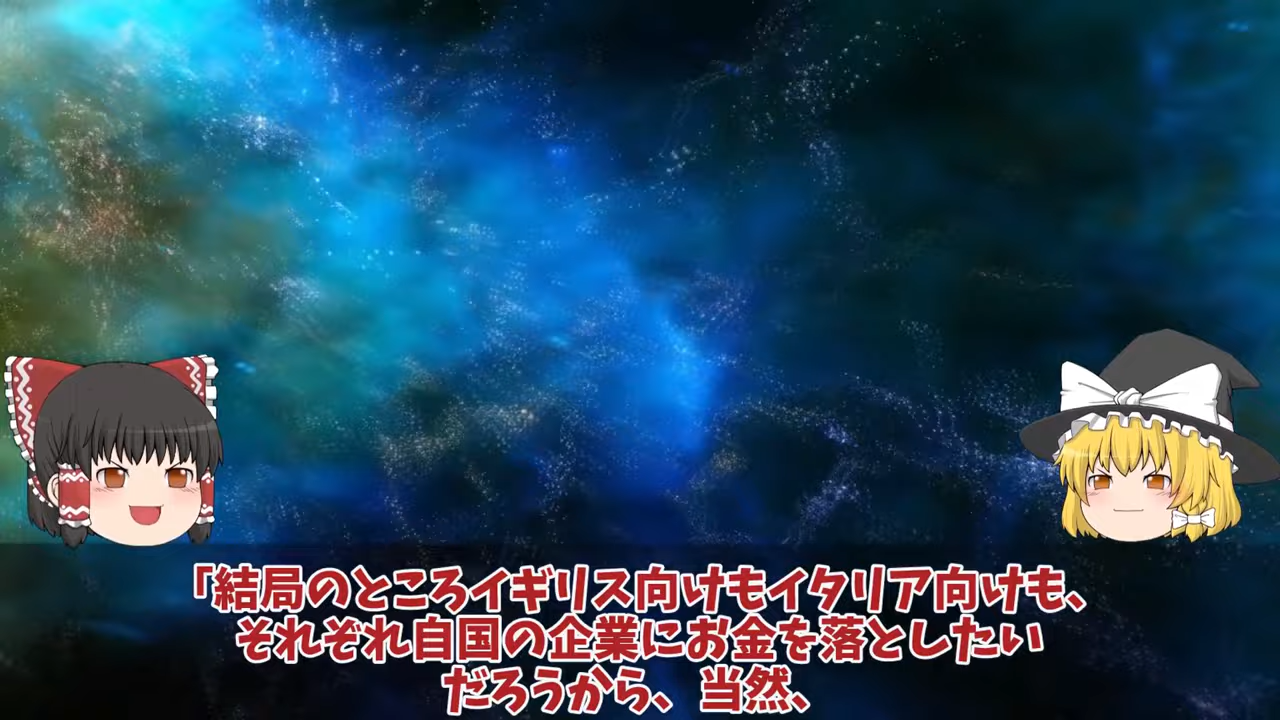 「結局のところイギリス向けもイタリア向けも、
それぞれ自国の企業にお金を落としたい
だろうから、当然、